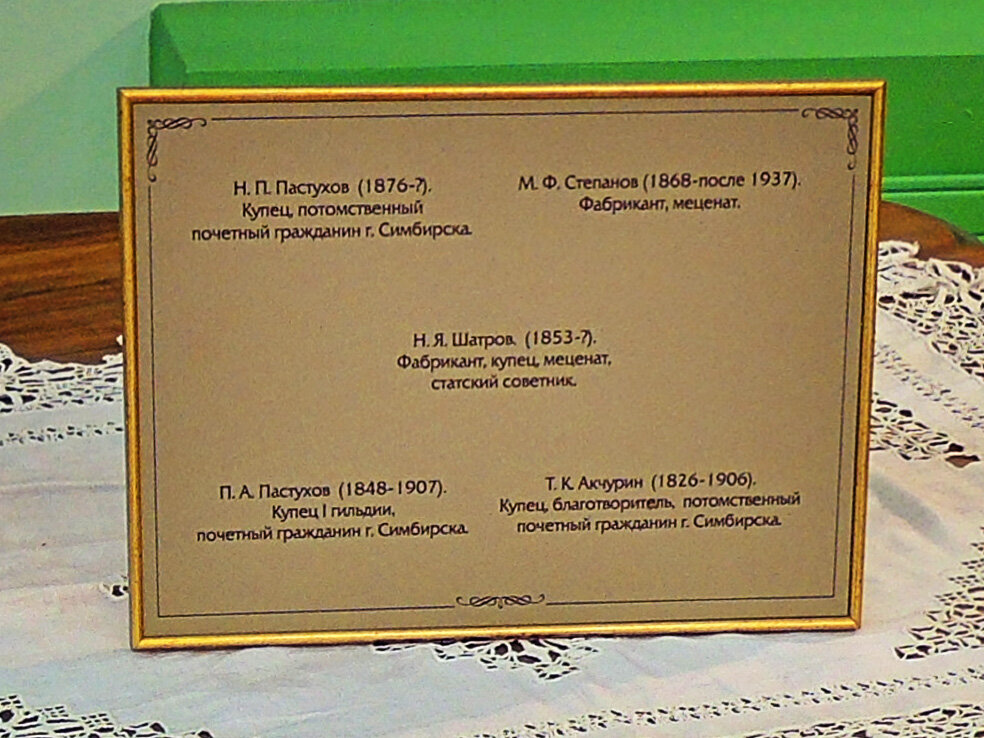 Н. П. Пастухов (1876-?).
Купец, потомственный
почетный гражданин г. Симбирска.
М. Ф. Степанов (1868-после 1937).
Фабрикант, меценат.
Н. Я. Шатров. (1853-?).
Фабрикант, купец, меценат,
статский советник.
П. А. Пастухов (1848-1907).
Купец I гильдии,
почетный гражданин г. Симбирска.
Т. К. Акчурин (1826-1906).
Купец, благотворитель, потомственный
почетный гражданин г. Симбирска.